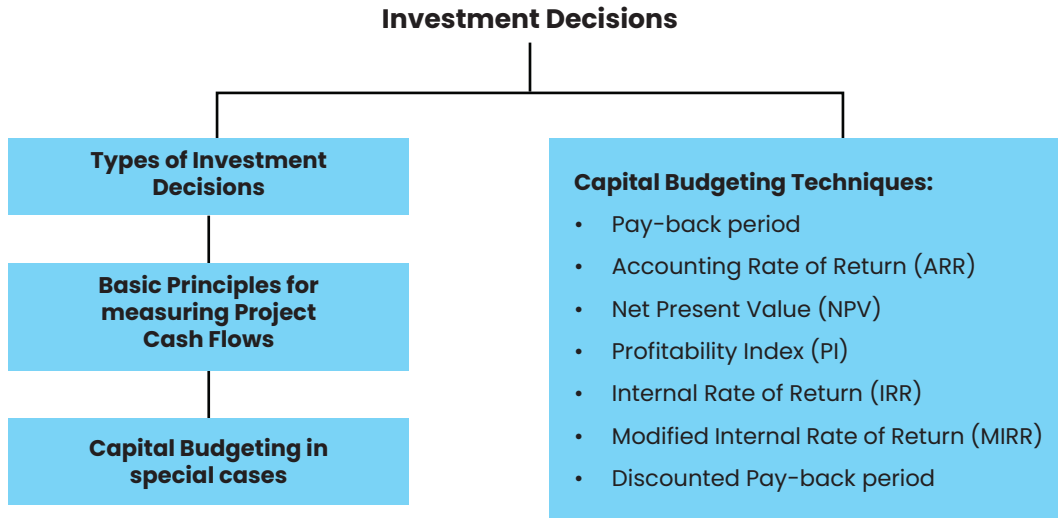 Investment Decisions
Types of Investment
Decisions
Basic Principles for
measuring Project
Cash Flows
Capital Budgeting in
special cases
Capital Budgeting Techniques:
• Pay-back period
• Accounting Rate of Return (ARR)
• Net Present Value (NPV)
• Profitability Index (PI)
• Internal Rate of Return (IRR)
• Modified Internal Rate of Return (MIRR)
• Discounted Pay-back period